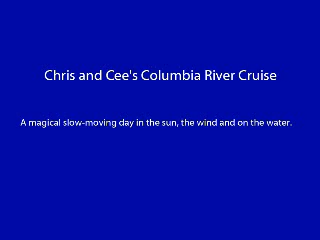 Chris and Cee's Columbia River Cruise
A magical slow-moving day in the sun, the wind and on the water.